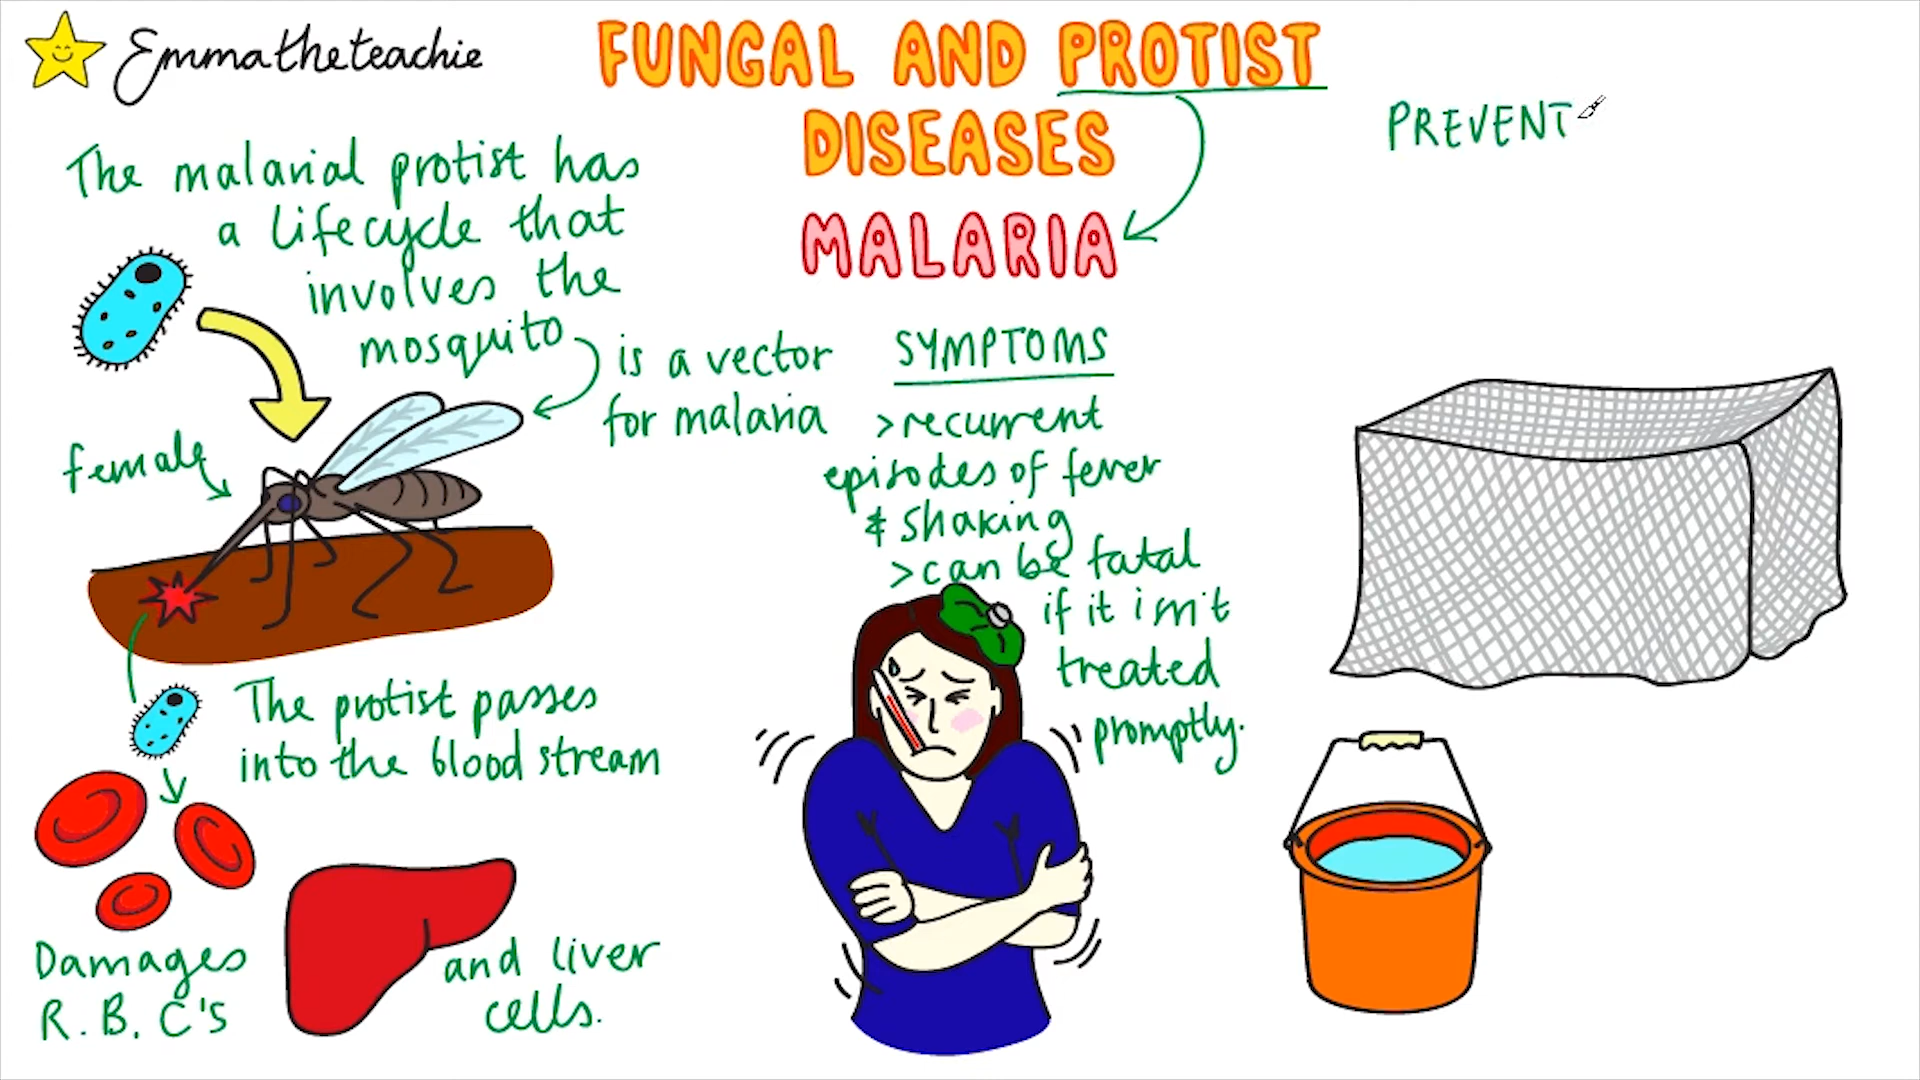 Emmatheteachie
FUNGAL AND PROTIST
DISEASES
MALARIA
The malarial protist has
a lifecycle that
involves the
mosquito
is a vector
for malaria
female
The protist passes
into the blood stream
Damages
R.B.C's
and liver
cells.
SYMPTOMS
>recurrent
episodes of fever
& shaking
>can be fatal
if it isn't
treated
promptly.
PREVENT